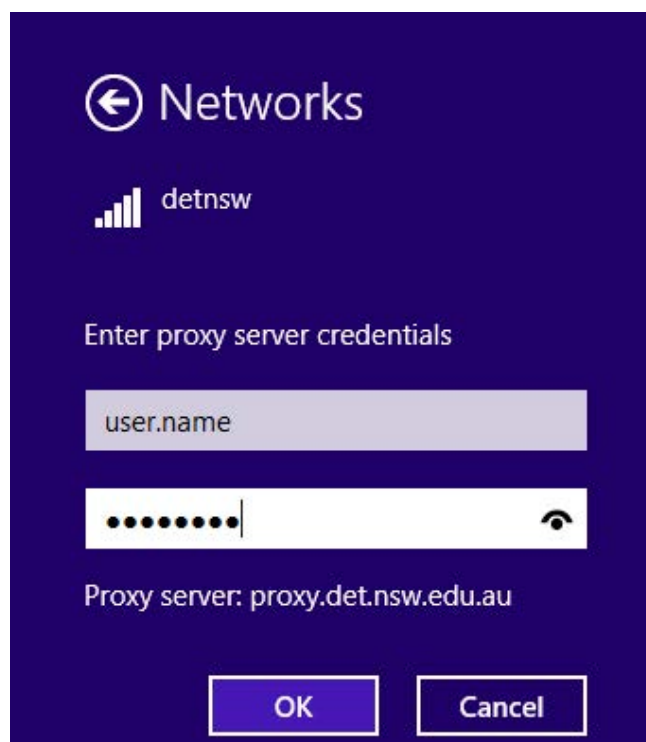 Networks
detnsw
Enter proxy server credentials
user.name
••••••••
Proxy server: proxy.det.nsw.edu.au
OK
Cancel